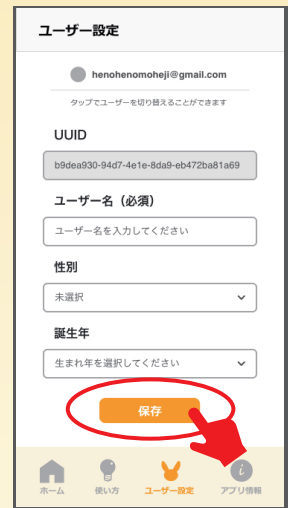 ユーザー設定
henohenomoheji@gmail.com
タップでユーザーを切り替えることができます
UUID
b9dea930-94d7-4e1e-8da9-eb472ba81a69
ユーザー名（必須）
ユーザー名を入力してください
性別
未選択
誕生年
生まれ年を選択してください
保存
ホーム
使い方
ユーザー設定
アプリ情報